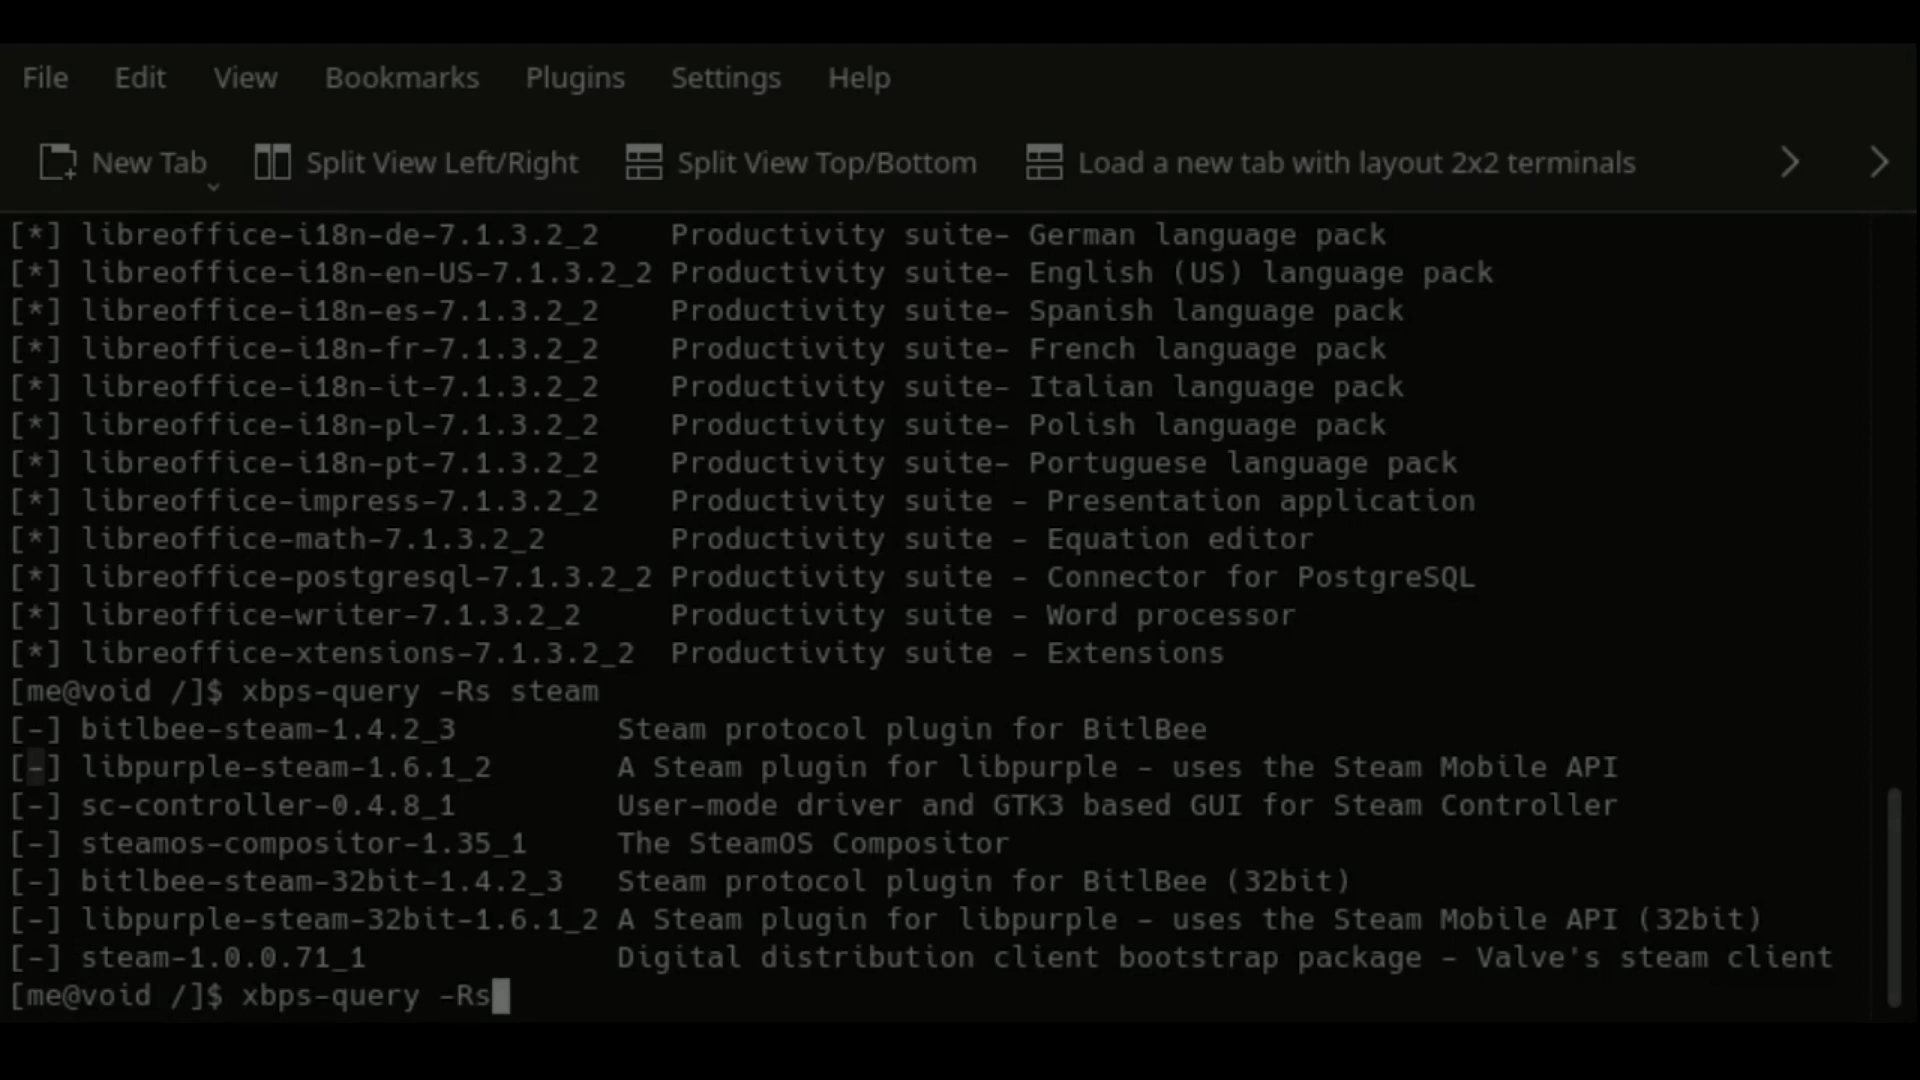 File Edit View Bookmarks Plugins Settings Help
New Tab Split View Left/Right Split View Top/Bottom Load a new tab with layout 2x2 terminals
[*] libreoffice-i18n-de-7.1.3.2_2 Productivity suite- German language pack
[*] libreoffice-i18n-en-US-7.1.3.2_2 Productivity suite- English (US) language pack
[*] libreoffice-i18n-es-7.1.3.2_2 Productivity suite- Spanish language pack
[*] libreoffice-i18n-fr-7.1.3.2_2 Productivity suite- French language pack
[*] libreoffice-i18n-it-7.1.3.2_2 Productivity suite- Italian language pack
[*] libreoffice-i18n-pl-7.1.3.2_2 Productivity suite- Polish language pack
[*] libreoffice-i18n-pt-7.1.3.2_2 Productivity suite- Portuguese language pack
[*] libreoffice-impress-7.1.3.2_2 Productivity suite - Presentation application
[*] libreoffice-math-7.1.3.2_2 Productivity suite - Equation editor
[*] libreoffice-postgresql-7.1.3.2_2 Productivity suite - Connector for PostgreSQL
[*] libreoffice-writer-7.1.3.2_2 Productivity suite - Word processor
[*] libreoffice-xtensions-7.1.3.2_2 Productivity suite - Extensions
[me@void /]$ xbps-query -Rs steam
[-] bitlbee-steam-1.4.2_3 Steam protocol plugin for BitlBee
[-] libpurple-steam-1.6.1_2 A Steam plugin for libpurple - uses the Steam Mobile API
[-] sc-controller-0.4.8_1 User-mode driver and GTK3 based GUI for Steam Controller
[-] steamos-compositor-1.35_1 The SteamOS Compositor
[-] bitlbee-steam-32bit-1.4.2_3 Steam protocol plugin for BitlBee (32bit)
[-] libpurple-steam-32bit-1.6.1_2 A Steam plugin for libpurple - uses the Steam Mobile API (32bit)
[-] steam-1.0.0.71_1 Digital distribution client bootstrap package - Valve's steam client
[me@void /]$ xbps-query -Rs